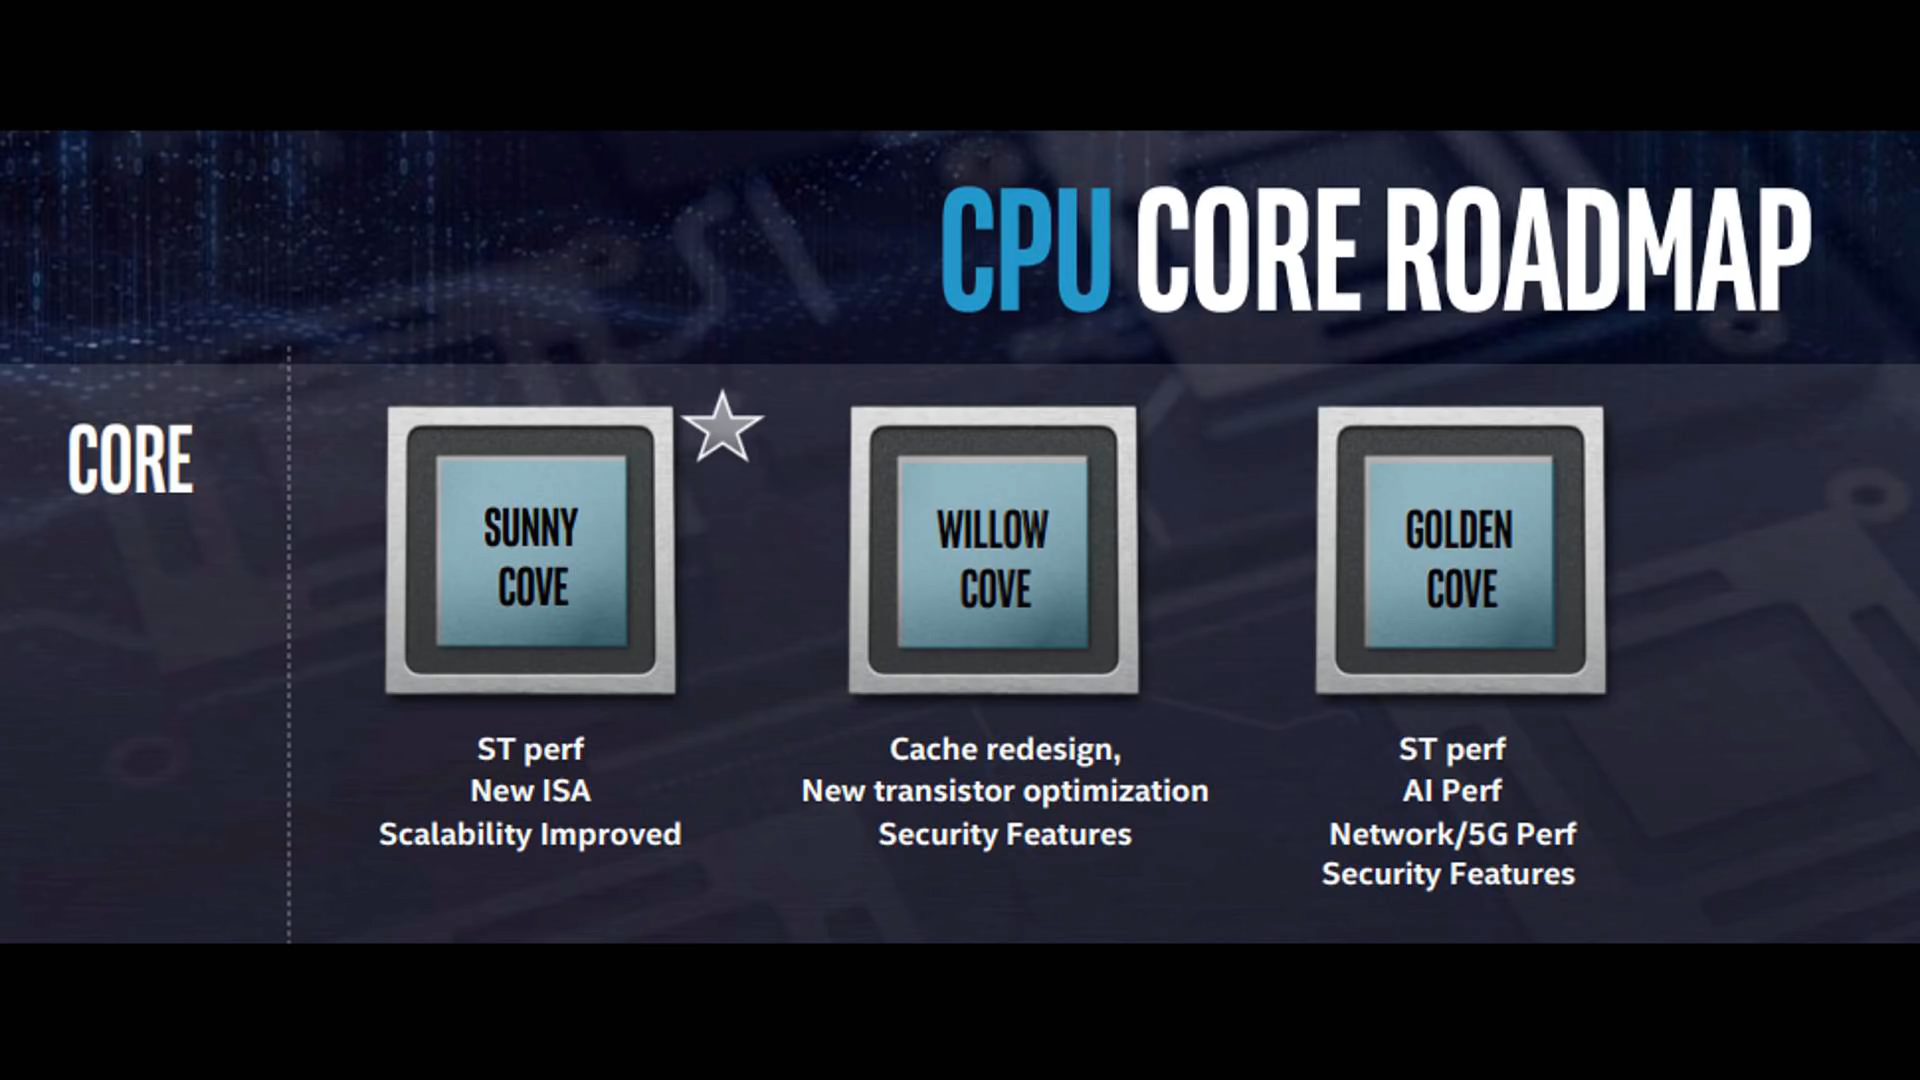 CPU CORE ROADMAP
CORE
SUNNY
COVE
ST perf
New ISA
Scalability Improved
WILLOW
COVE
Cache redesign,
New transistor optimization
Security Features
GOLDEN
COVE
ST perf
AI Perf
Network/5G Perf
Security Features